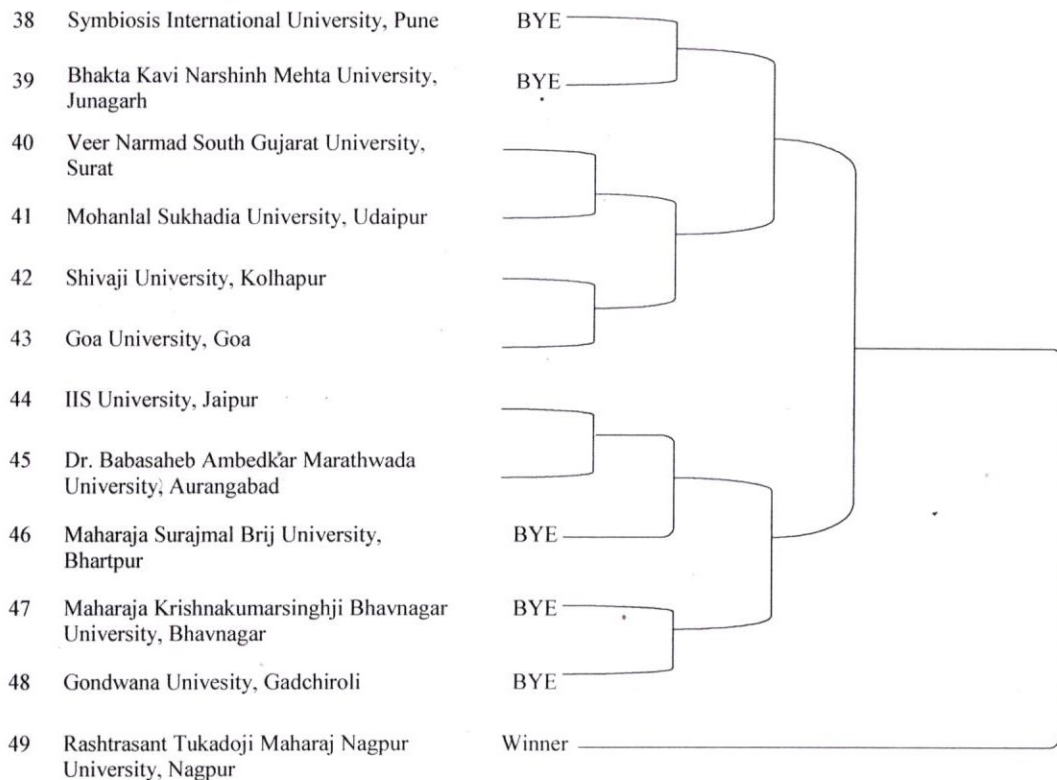 38 Symbiosis International University, Pune BYE
39 Bhakta Kavi Narshinh Mehta University, BYE
Junagarh
40 Veer Narmad South Gujarat University,
Surat
41 Mohanlal Sukhadia University, Udaipur
42 Shivaji University, Kolhapur
43 Goa University, Goa
44 IIS University, Jaipur
45 Dr. Babasaheb Ambedkar Marathwada
University, Aurangabad
46 Maharaja Surajmal Brij University, BYE
Bhartpur
47 Maharaja Krishnakumarsinghji Bhavnagar BYE
University, Bhavnagar
48 Gondwana Univesity, Gadchiroli BYE
49 Rashtrasant Tukadoji Maharaj Nagpur Winner
University, Nagpur